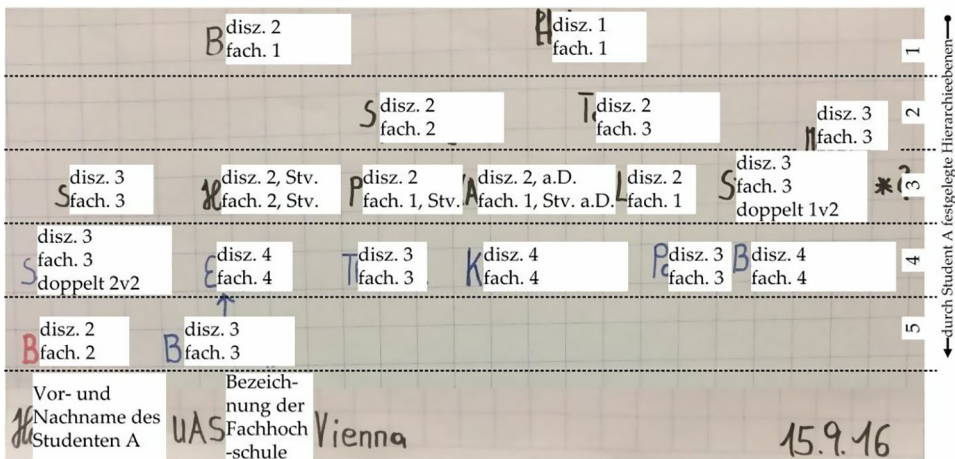 B disz. 2
fach. 1
disz. 1
fach. 1
1
S disz. 2
fach. 2
T disz. 2
fach. 3
disz. 3
fach. 3
2
S disz. 3
fach. 3
H disz. 2, Stv.
fach. 2, Stv.
P disz. 2
fach. 1, Stv.
A disz. 2, a.D.
fach. 1, Stv. a.D.
L disz. 2
fach. 1
S disz. 3
fach. 3
doppelt 1v2
*
3
S disz. 3
fach. 3
doppelt 2v2
E disz. 4
fach. 4
disz. 3
fach. 3
K disz. 4
fach. 4
P disz. 3
fach. 3
B disz. 4
fach. 4
4
B disz. 2
fach. 2
B disz. 3
fach. 3
5
Vor- und
Nachname des
Studenten A
UAS
Bezeich-
nung der
Fachhoch
-schule
Vienna
15.9.16
durch Student A festgelegte Hierarchieebenen